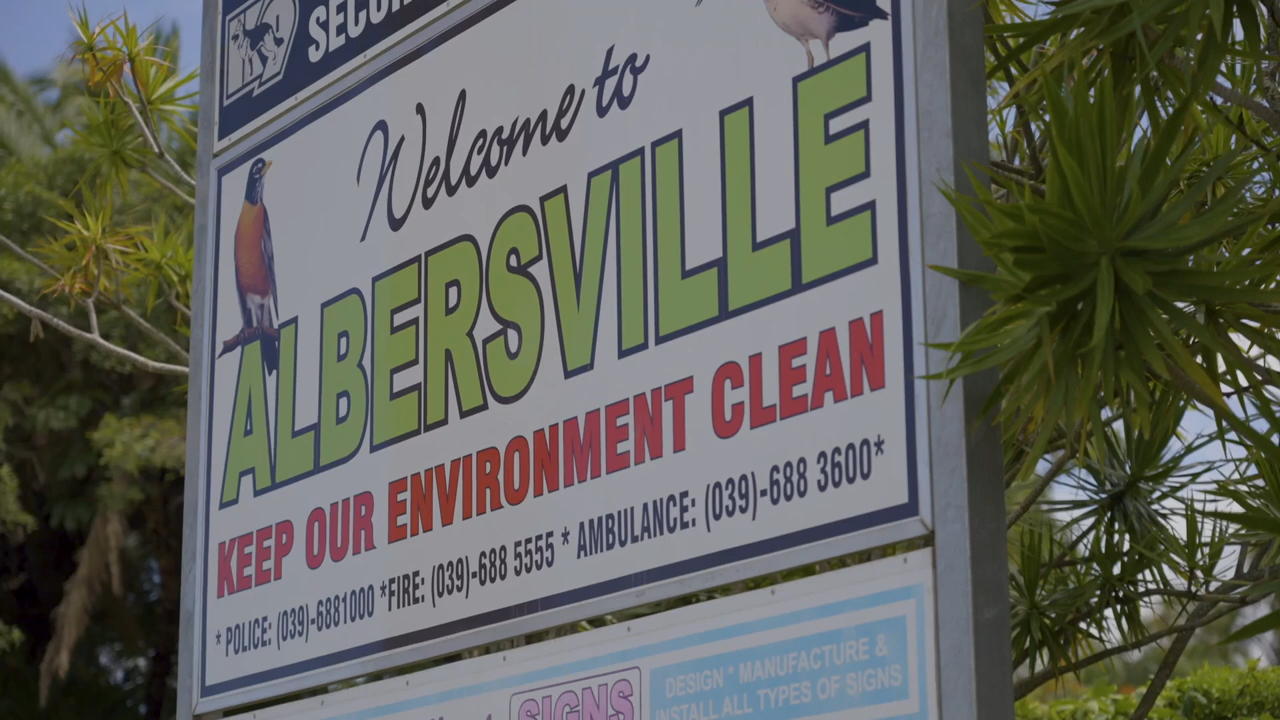 Welcome to
ALBERSVILLE
KEEP OUR ENVIRONMENT CLEAN
* POLICE: (039)-6881000 *FIRE: (039)-688 5555 * AMBULANCE: (039)-688 3600*
SIGNS
DESIGN * MANUFACTURE &
INSTALL ALL TYPES OF SIGNS